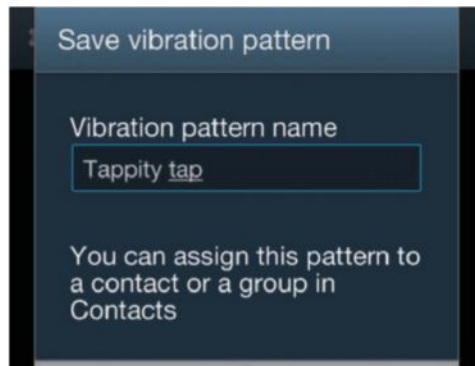 Save vibration pattern
Vibration pattern name
Tappity tap
You can assign this pattern to
a contact or a group in
Contacts